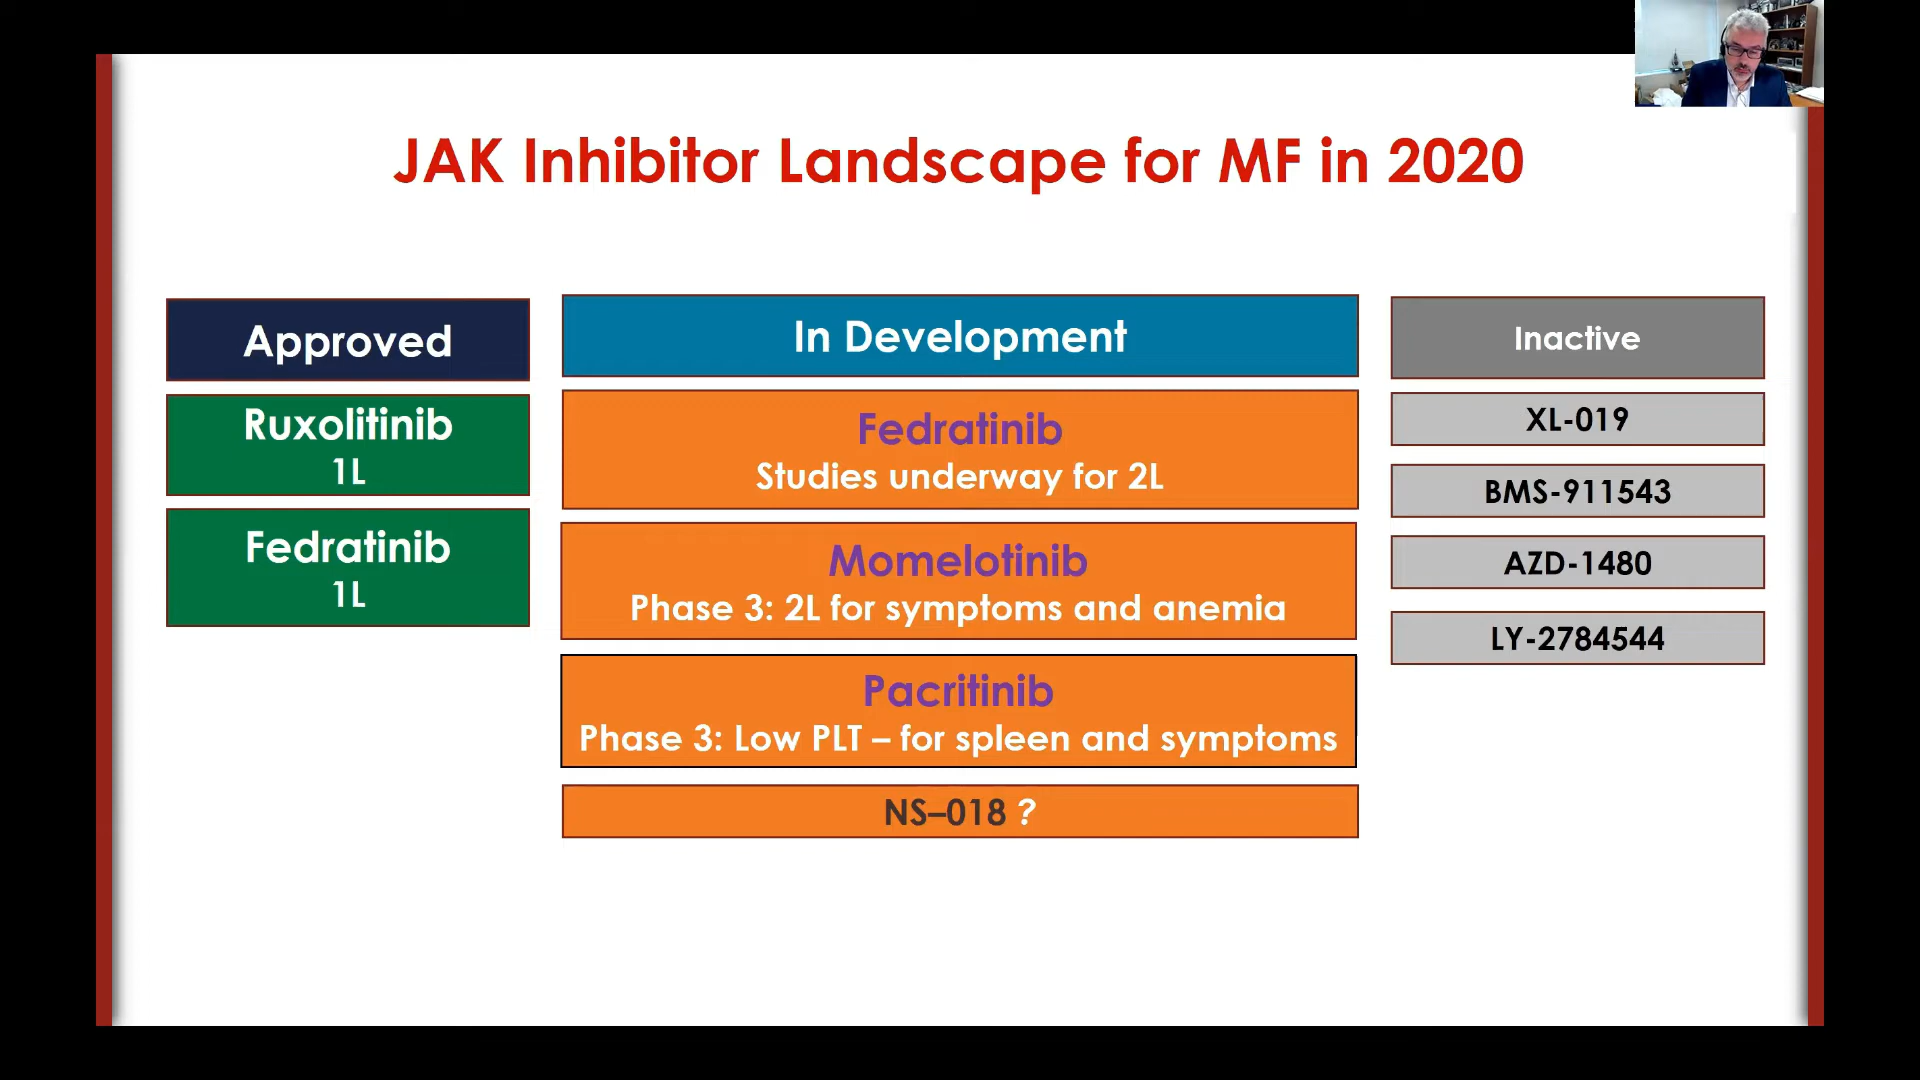 JAK Inhibitor Landscape for MF in 2020
Approved
Ruxolitinib
1L
Fedratinib
1L
In Development
Fedratinib
Studies underway for 2L
Momelotinib
Phase 3: 2L for symptoms and anemia
Pacritinib
Phase 3: Low PLT – for spleen and symptoms
NS–018 ?
Inactive
XL-019
BMS-911543
AZD-1480
LY-2784544